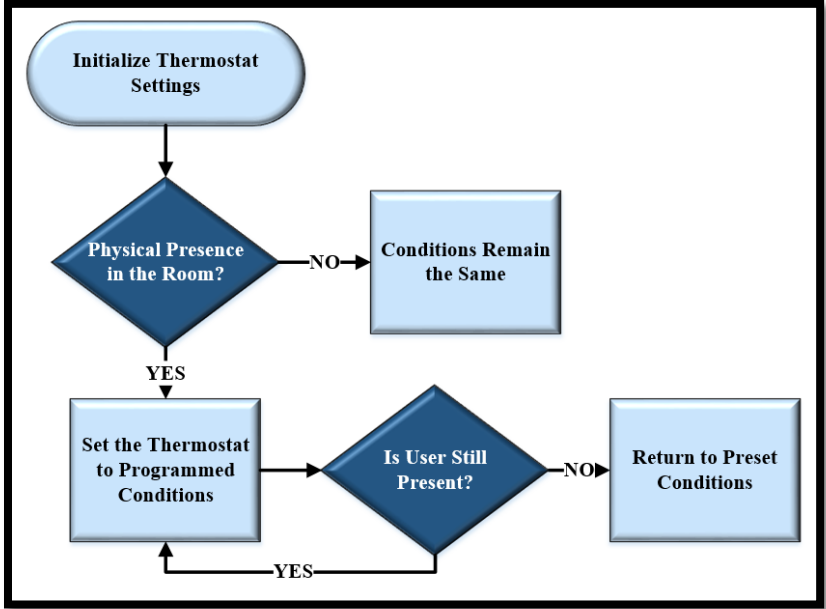 Initialize Thermostat
Settings
Physical Presence
in the Room?
NO
Conditions Remain
the Same
YES
Set the Thermostat
to Programmed
Conditions
Is User Still
Present?
NO
Return to Preset
Conditions
YES